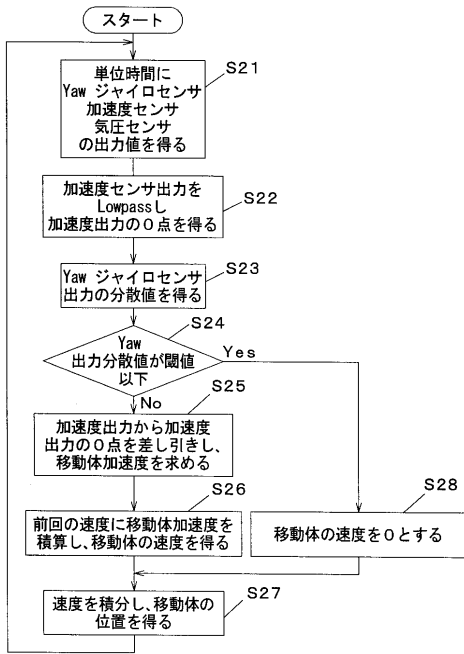 スタート
S21
単位時間に
Yaw ジャイロセンサ
加速度センサ
気圧センサ
の出力値を得る
S22
加速度センサ出力を
Lowpassし
加速度出力の0点を得る
S23
Yaw ジャイロセンサ
出力の分散値を得る
S24
Yaw
出力分散値が閾値
以下
Yes
No
S25
加速度出力から加速度
出力の0点を差し引きし、
移動体加速度を求める
S26
前回の速度に移動体加速度を
積算し、移動体の速度を得る
S28
移動体の速度を0とする
S27
速度を積分し、移動体の
位置を得る